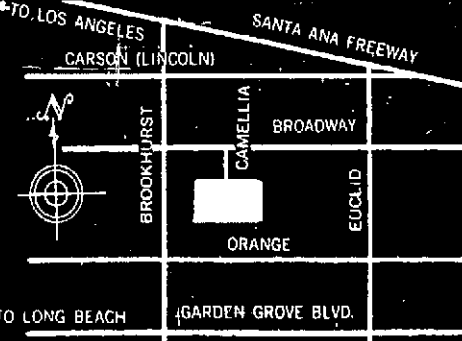 TO LOS ANGELES
SANTA ANA FREEWAY
CARSON (LINCOLN)
N
BROOKHURST
CAMELLIA
BROADWAY
EUCLID
ORANGE
TO LONG BEACH
GARDEN GROVE BLVD.